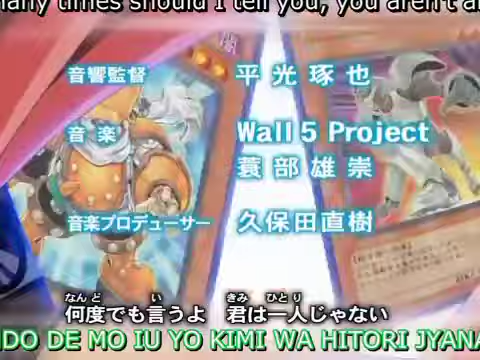 many times should I tell you, you aren't al
音響監督 平光琢也
音楽 Wall 5 Project
蓑部雄崇
音楽プロデューサー 久保田直樹
なんど い きみ ひとり
何度でも言うよ 君は一人じゃない
NDO DE MO IU YO KIMI WA HITORI JYANA